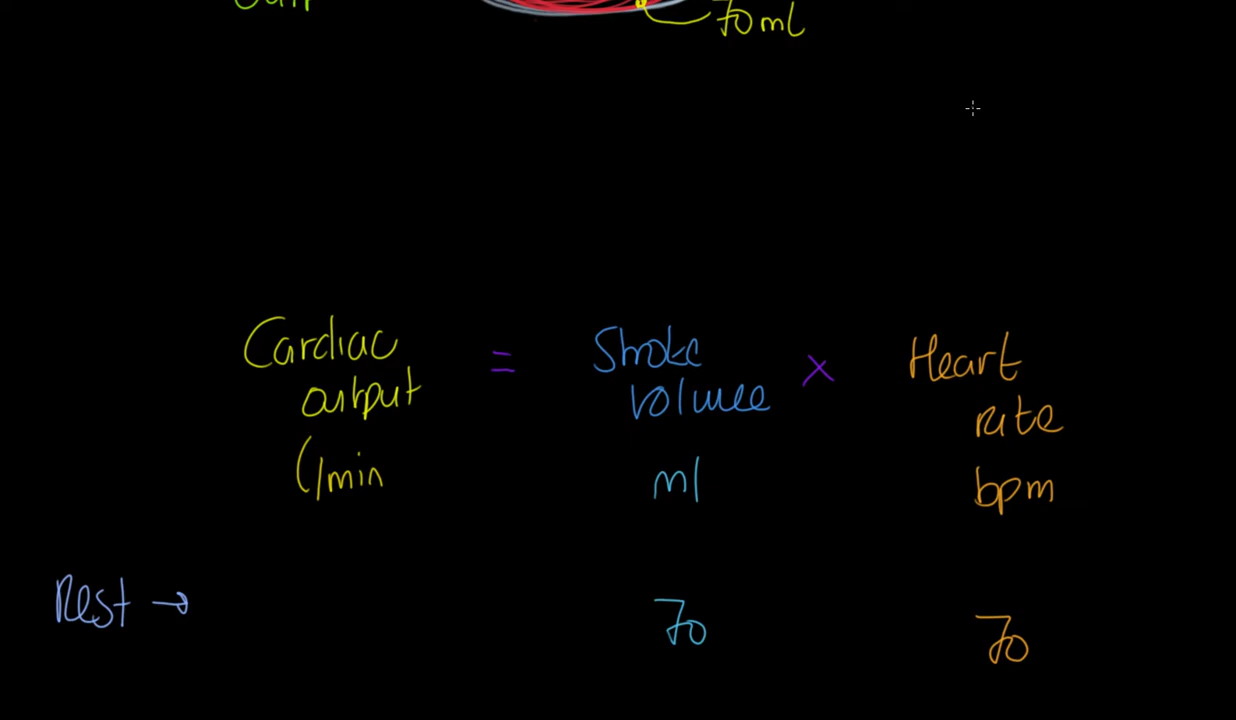 70ml
Cardiac = Stroke × Heart
output volume rate
l/min ml bpm
Rest → 70 70